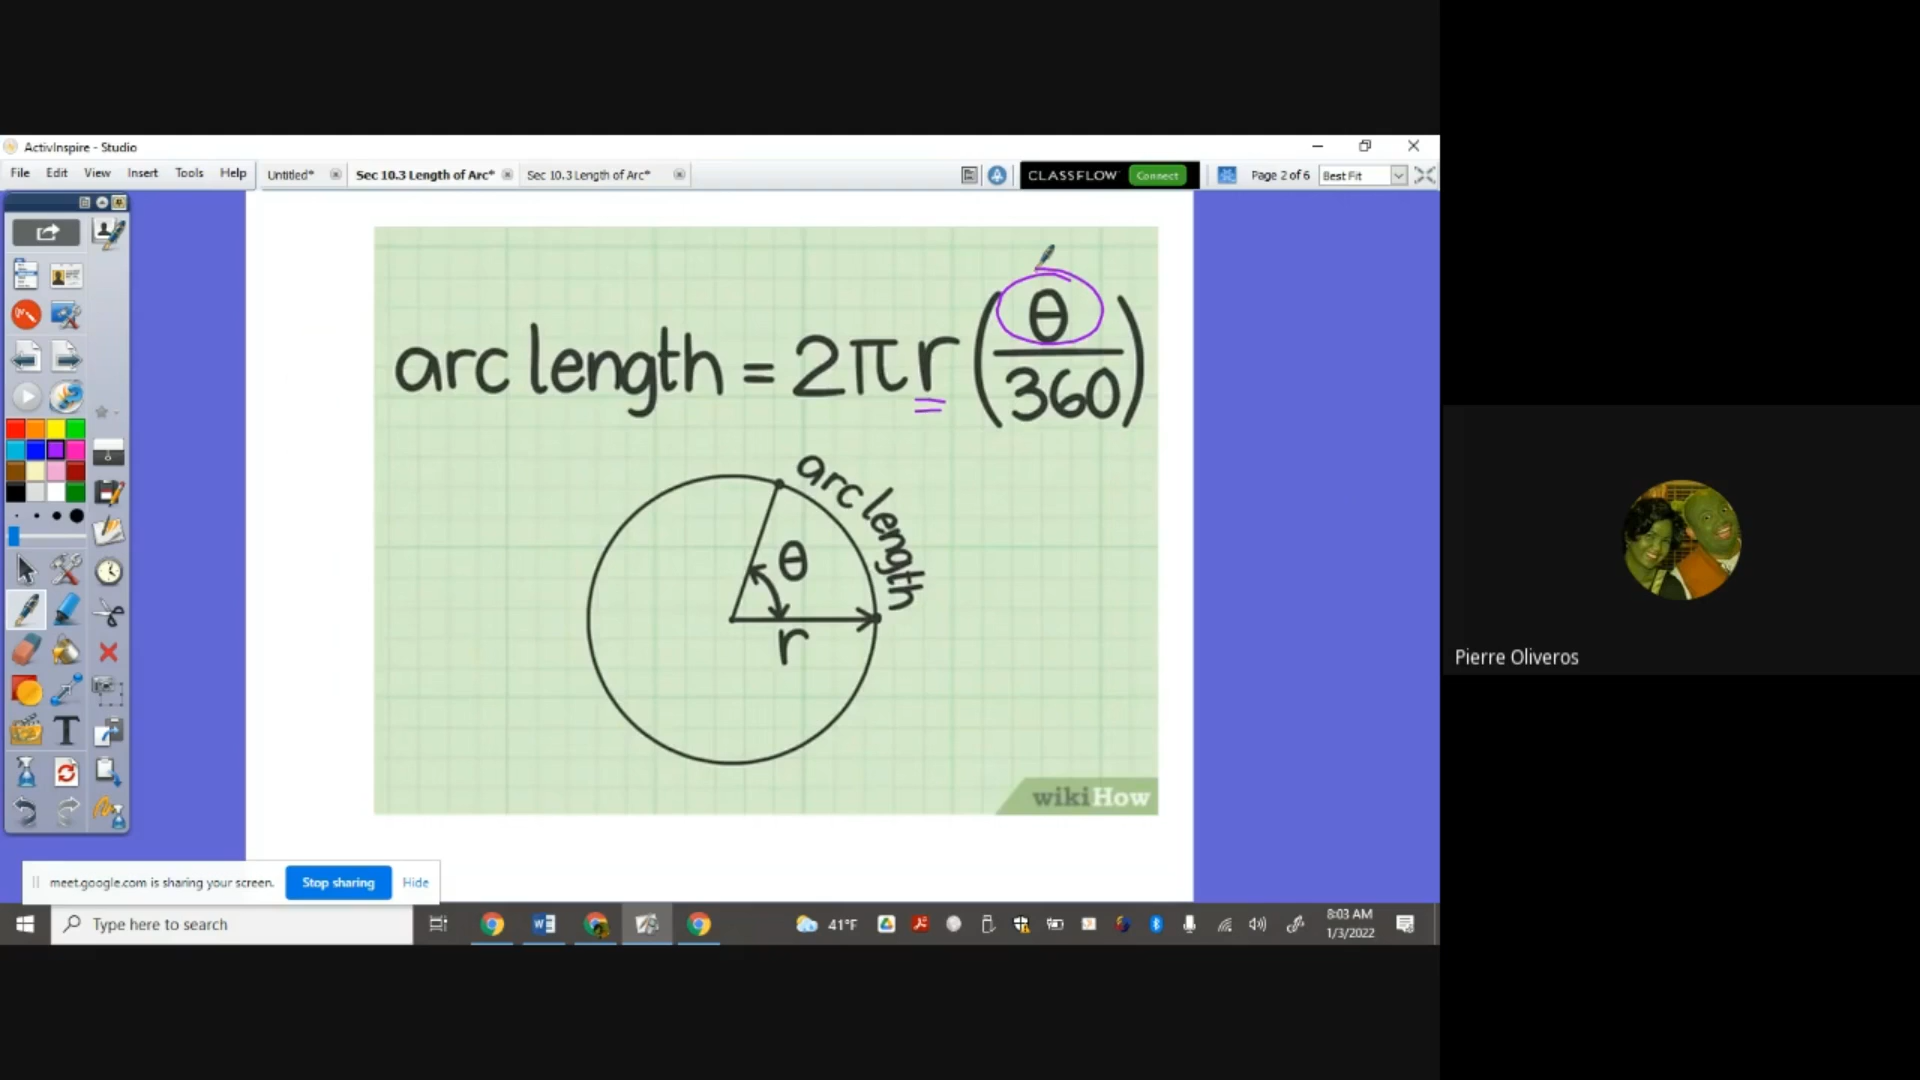 ActivInspire - Studio
File Edit View Insert Tools Help
Untitled* Sec 10.3 Length of Arc* Sec 10.3 Length of Arc*
CLASSFLOW Connect
Page 2 of 6 Best Fit
arc length = 2πr (θ/360)
arc length
θ
r
wikiHow
T
Pierre Oliveros
meet.google.com is sharing your screen. Stop sharing Hide
Type here to search
41°F
8:03 AM
1/3/2022